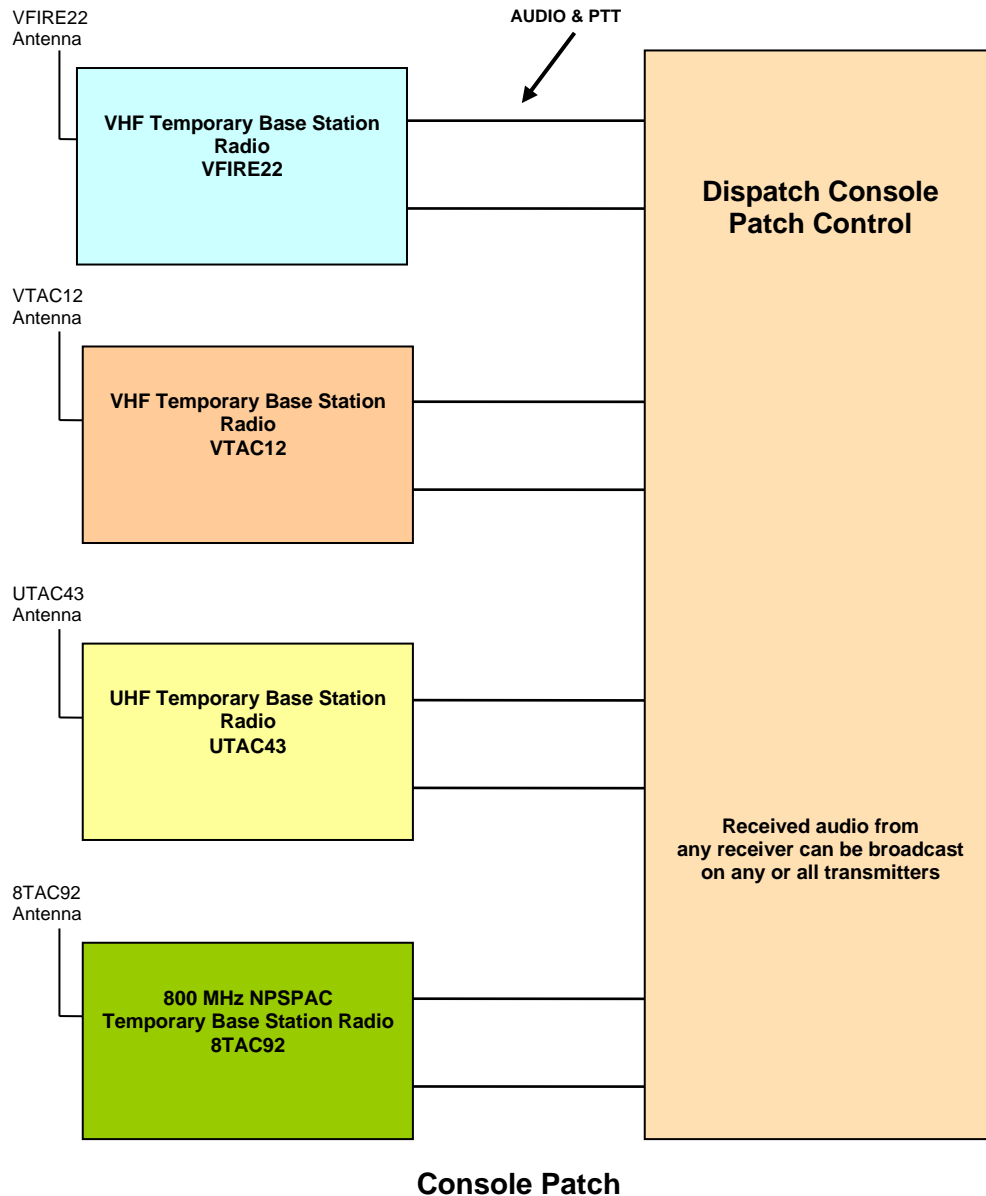 VFIRE22
Antenna
AUDIO & PTT
VHF Temporary Base Station
Radio
VFIRE22
Dispatch Console
Patch Control
VTAC12
Antenna
VHF Temporary Base Station
Radio
VTAC12
UTAC43
Antenna
UHF Temporary Base Station
Radio
UTAC43
Received audio from
any receiver can be broadcast
on any or all transmitters
8TAC92
Antenna
800 MHz NPSPAC
Temporary Base Station Radio
8TAC92
Console Patch